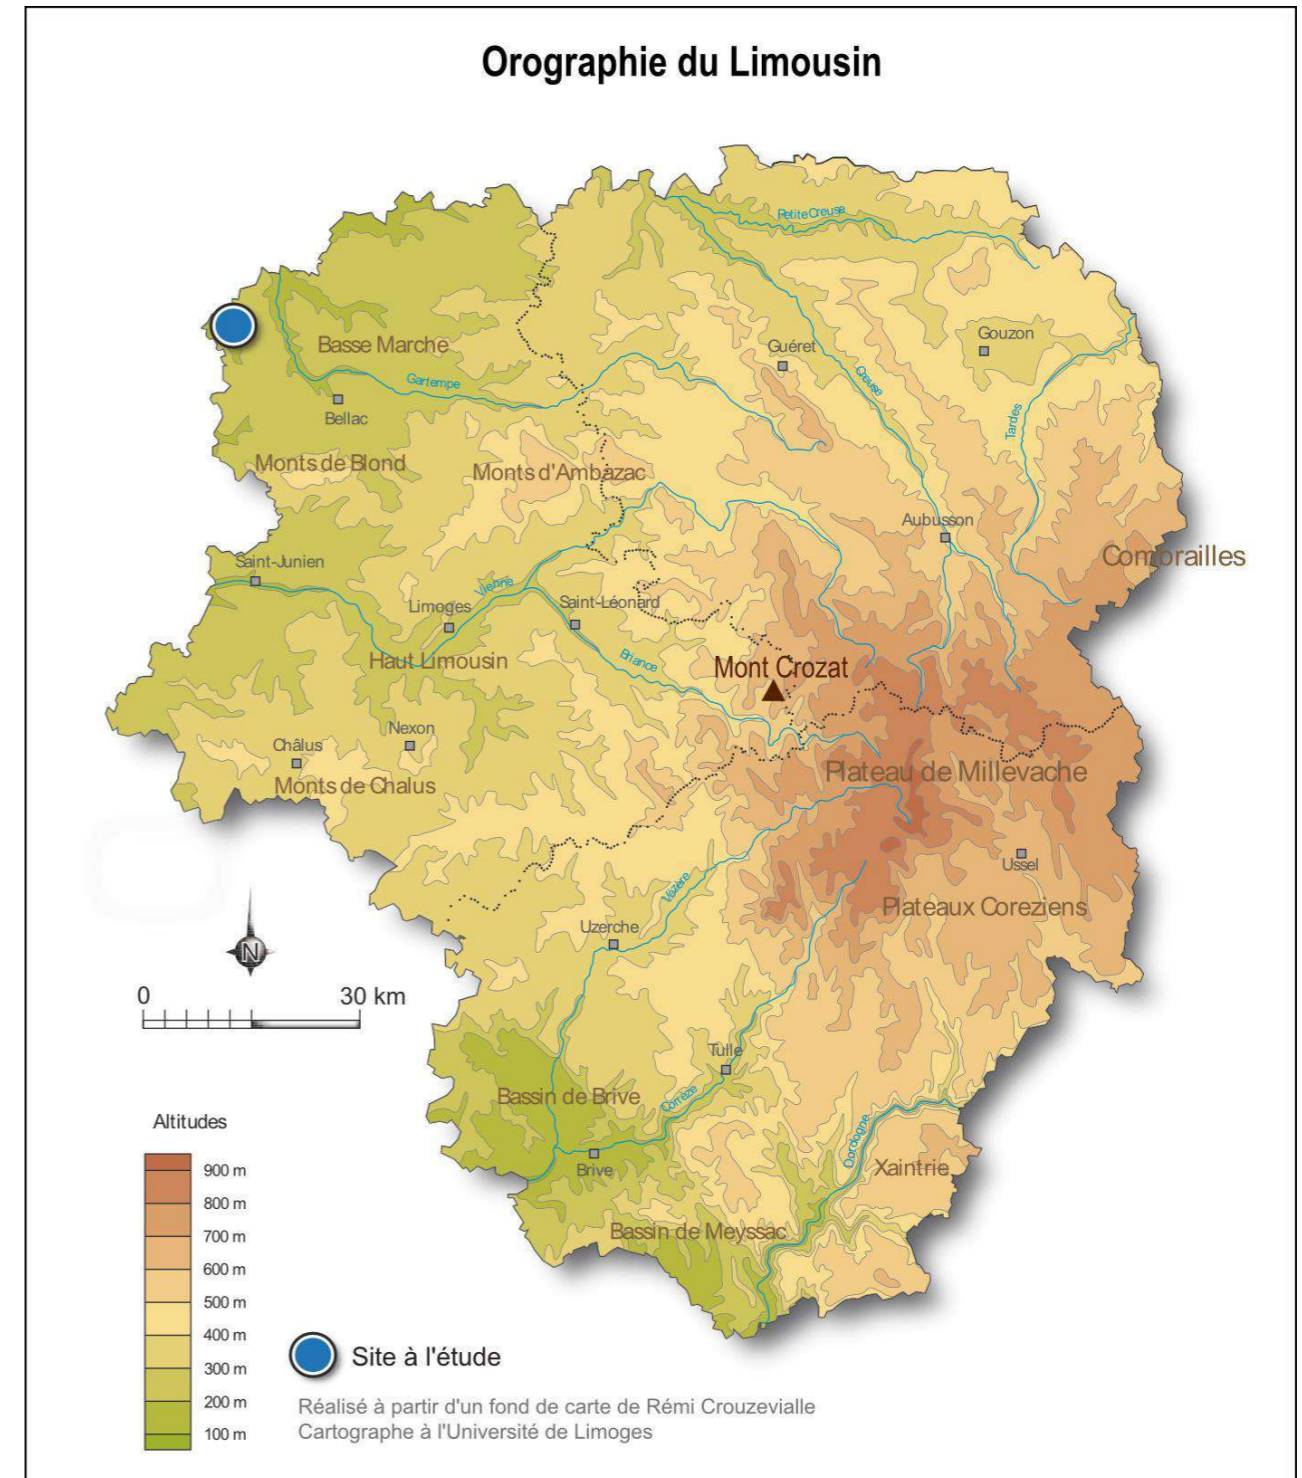 Orographie du Limousin
Petite Creuse
Gouzon
Guéret
Basse Marche
Creuse
Gartempe
Tardes
Bellac
Monts de Blond
Monts d'Ambazac
Aubusson
Combrailles
Saint-Junien
Vienne
Limoges
Saint-Léonard
Haut Limousin
Briance
Mont Crozat
Nexon
Châlus
Plateau de Millevache
Monts de Chalus
Ussel
Vézère
Plateaux Coreziens
Uzerche
N
0 30 km
Tulle
Bassin de Brive
Corrèze
Altitudes
Dordogne
Xaintrie
Brive
900 m
800 m
Bassin de Meyssac
700 m
600 m
500 m
400 m
300 m
200 m
100 m
Site à l'étude
Réalisé à partir d'un fond de carte de Rémi Crouzevialle
Cartographe à l'Université de Limoges